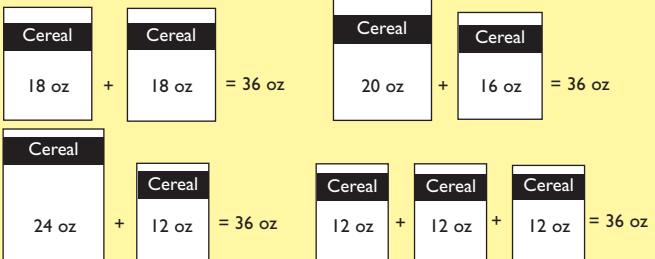 Cereal Cereal Cereal Cereal
18 oz + 18 oz = 36 oz 20 oz + 16 oz = 36 oz
Cereal Cereal Cereal Cereal Cereal
24 oz + 12 oz = 36 oz 12 oz + 12 oz + 12 oz = 36 oz